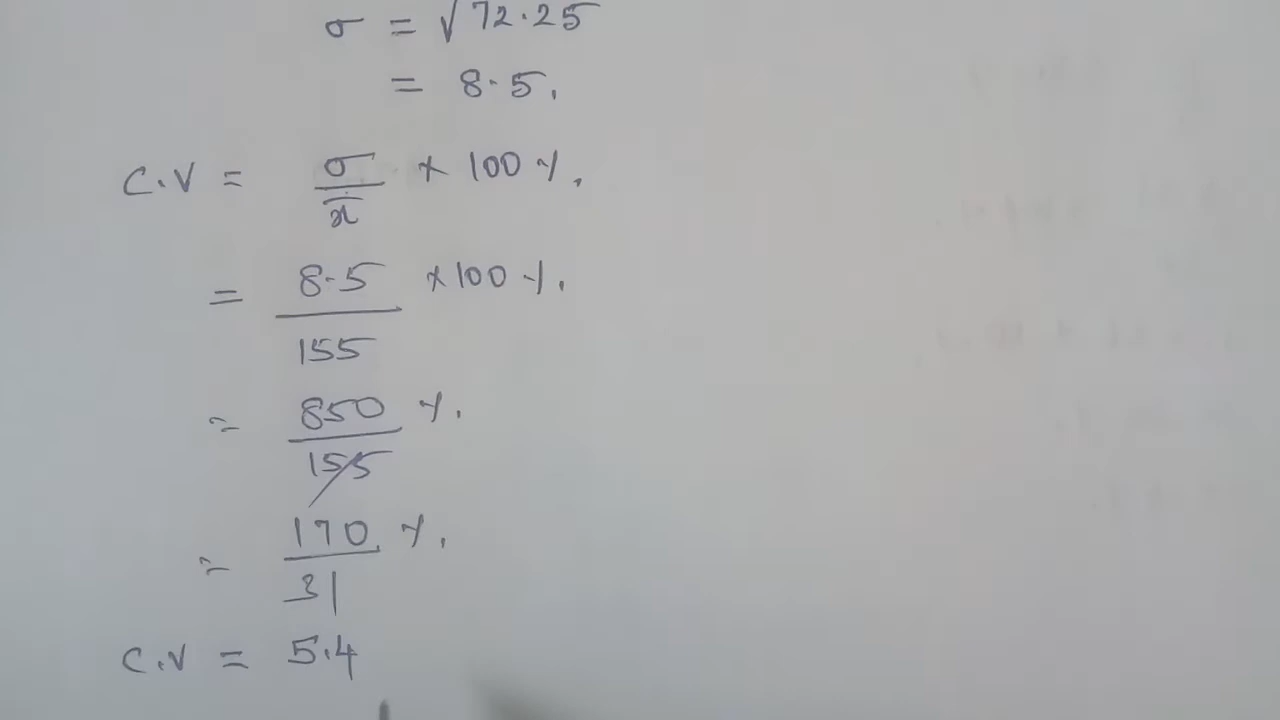 σ = √72.25
= 8.5.
C.V = σ/x̄ × 100 %.
= 8.5/155 × 100 %.
= 850/155 %.
= 170/31 %.
C.V = 5.4